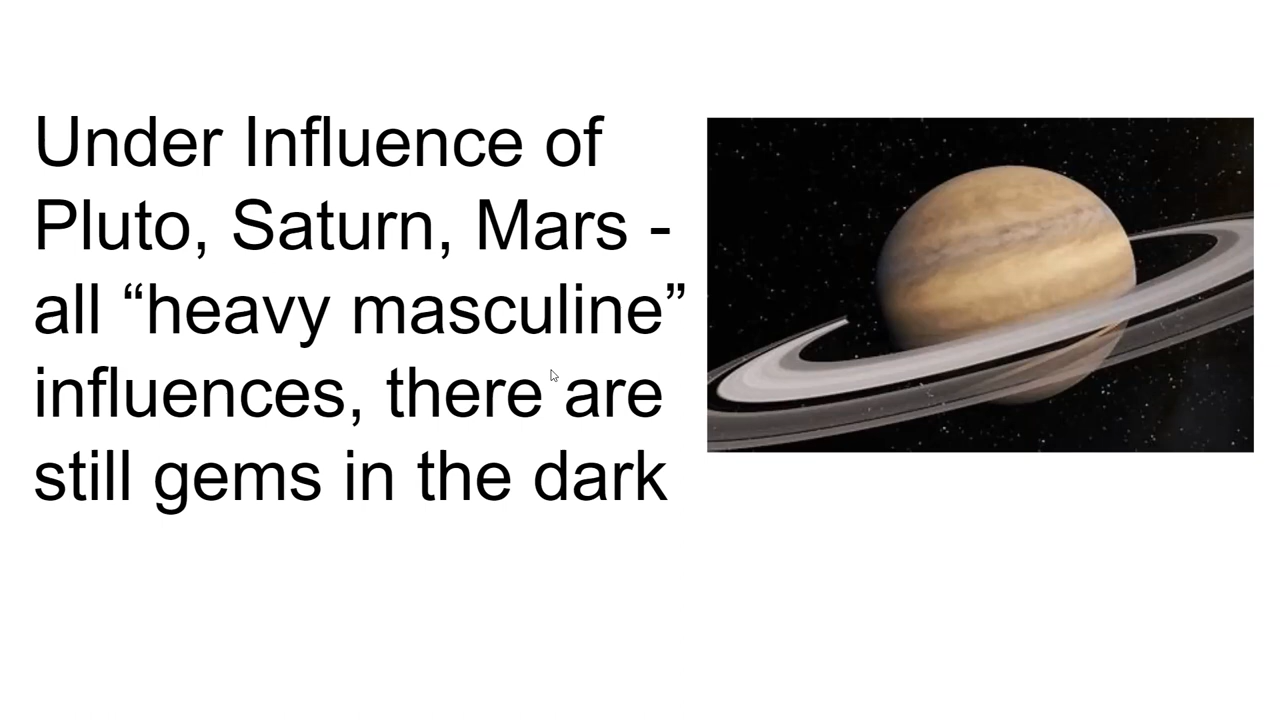 Under Influence of
Pluto, Saturn, Mars -
all “heavy masculine”
influences, there are
still gems in the dark